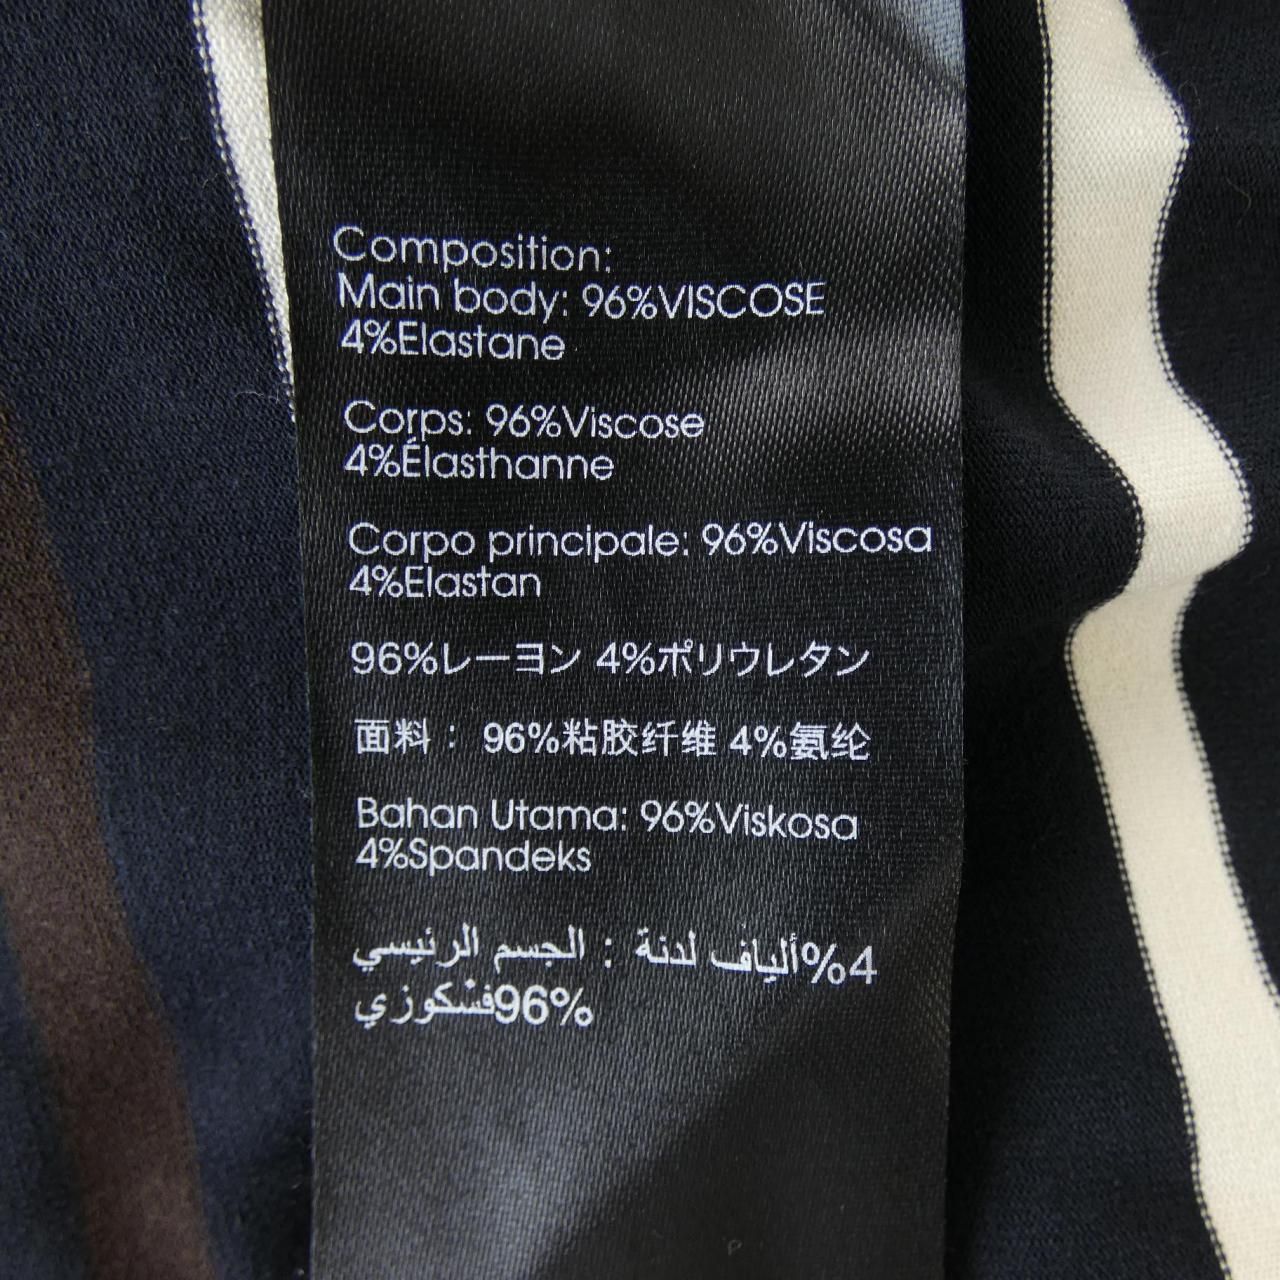 Composition:
Main body: 96%VISCOSE
4%Elastane
Corps: 96%Viscose
4%Élasthanne
Corpo principale: 96%Viscosa
4%Elastan
96%レーヨン 4%ポリウレタン
面料： 96%粘胶纤维 4%氨纶
Bahan Utama: 96%Viskosa
4%Spandeks
4%ألياف لدنة : الجسم الرئيسي
96%فسْكوزي